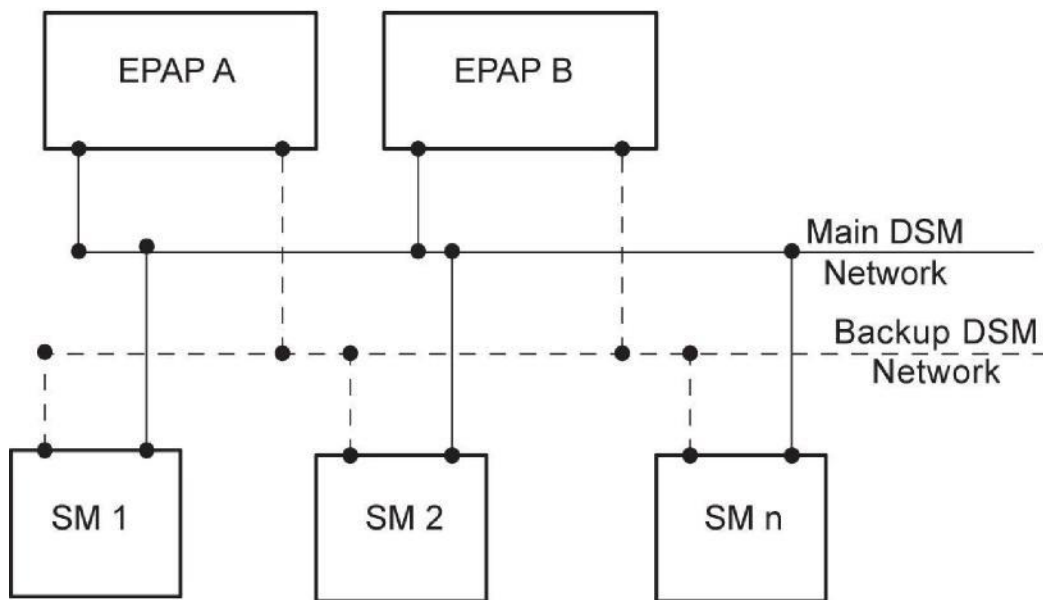 EPAP A
EPAP B
Main DSM
Network
Backup DSM
Network
SM 1
SM 2
SM n